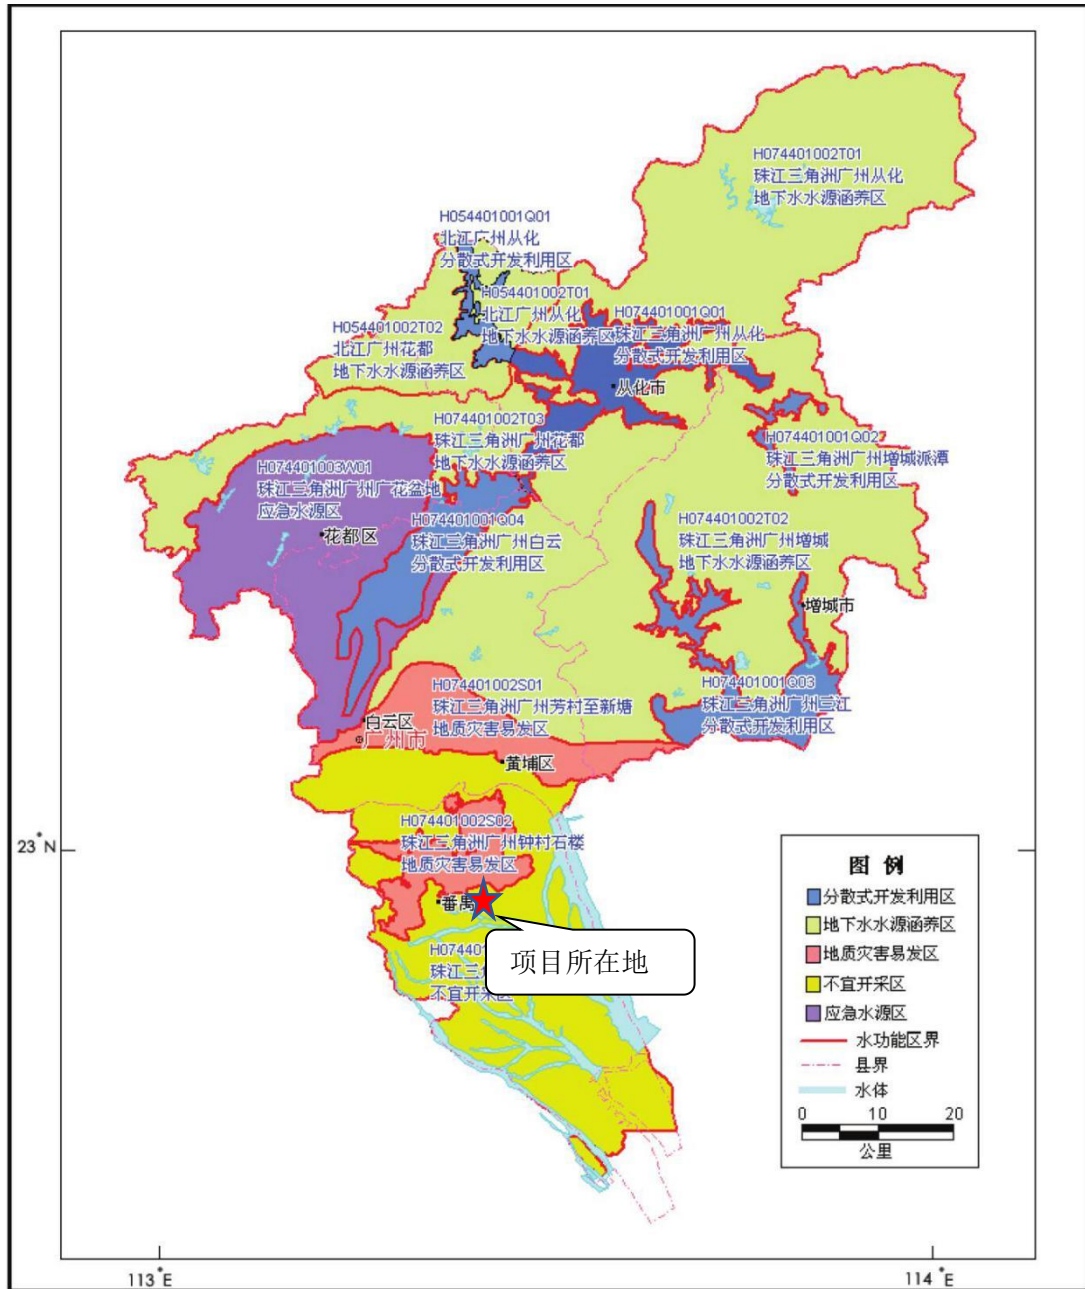 H074401002T01
珠江三角洲广州从化
地下水水源涵养区
H054401001Q01
北江广州从化
分散式开发利用区
H054401002T01
北江广州从化
地下水水源涵养区
H074401001Q01
珠江三角洲广州从化
分散式开发利用区
H054401002T02
北江广州花都
地下水水源涵养区
从化市
H074401002T03
珠江三角洲广州花都
地下水水源涵养区
H074401001Q02
珠江三角洲广州增城派潭
分散式开发利用区
H074401003W01
珠江三角洲广州广花盆地
应急水源区
花都区
H074401001Q04
珠江三角洲广州白云
分散式开发利用区
H074401002T02
珠江三角洲广州增城
地下水水源涵养区
增城市
H074401002S01
珠江三角洲广州芳村至新塘
地质灾害易发区
H074401001Q03
珠江三角洲广州三江
分散式开发利用区
白云区
广州市
黄埔区
H074401002S02
珠江三角洲广州钟村石楼
地质灾害易发区
23°N
番禺
项目所在地
H07440
珠江三
不宜开采区
图 例
分散式开发利用区
地下水水源涵养区
地质灾害易发区
不宜开采区
应急水源区
水功能区界
县界
水体
0 10 20
公里
113°E
114°E